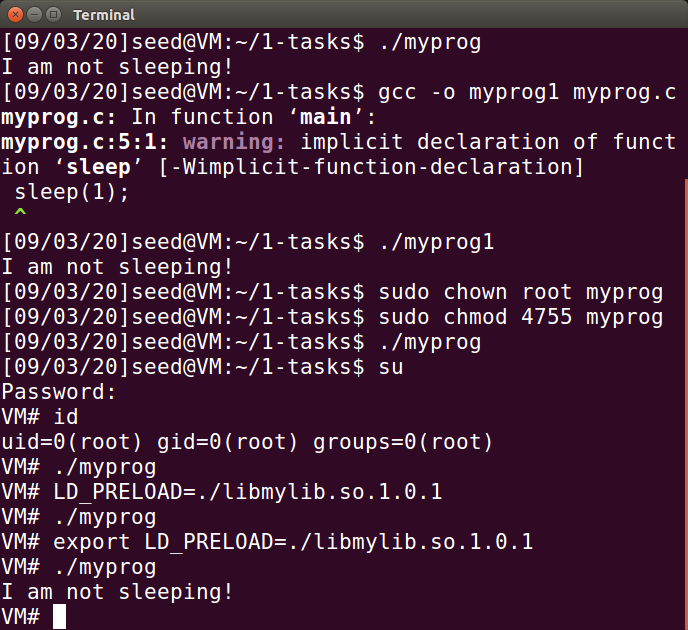 Terminal
[09/03/20]seed@VM:~/1-tasks$ ./myprog
I am not sleeping!
[09/03/20]seed@VM:~/1-tasks$ gcc -o myprog1 myprog.c
myprog.c: In function ‘main’:
myprog.c:5:1: warning: implicit declaration of funct
ion ‘sleep’ [-Wimplicit-function-declaration]
 sleep(1);
 ^
[09/03/20]seed@VM:~/1-tasks$ ./myprog1
I am not sleeping!
[09/03/20]seed@VM:~/1-tasks$ sudo chown root myprog
[09/03/20]seed@VM:~/1-tasks$ sudo chmod 4755 myprog
[09/03/20]seed@VM:~/1-tasks$ ./myprog
[09/03/20]seed@VM:~/1-tasks$ su
Password:
VM# id
uid=0(root) gid=0(root) groups=0(root)
VM# ./myprog
VM# LD_PRELOAD=./libmylib.so.1.0.1
VM# ./myprog
VM# export LD_PRELOAD=./libmylib.so.1.0.1
VM# ./myprog
I am not sleeping!
VM#